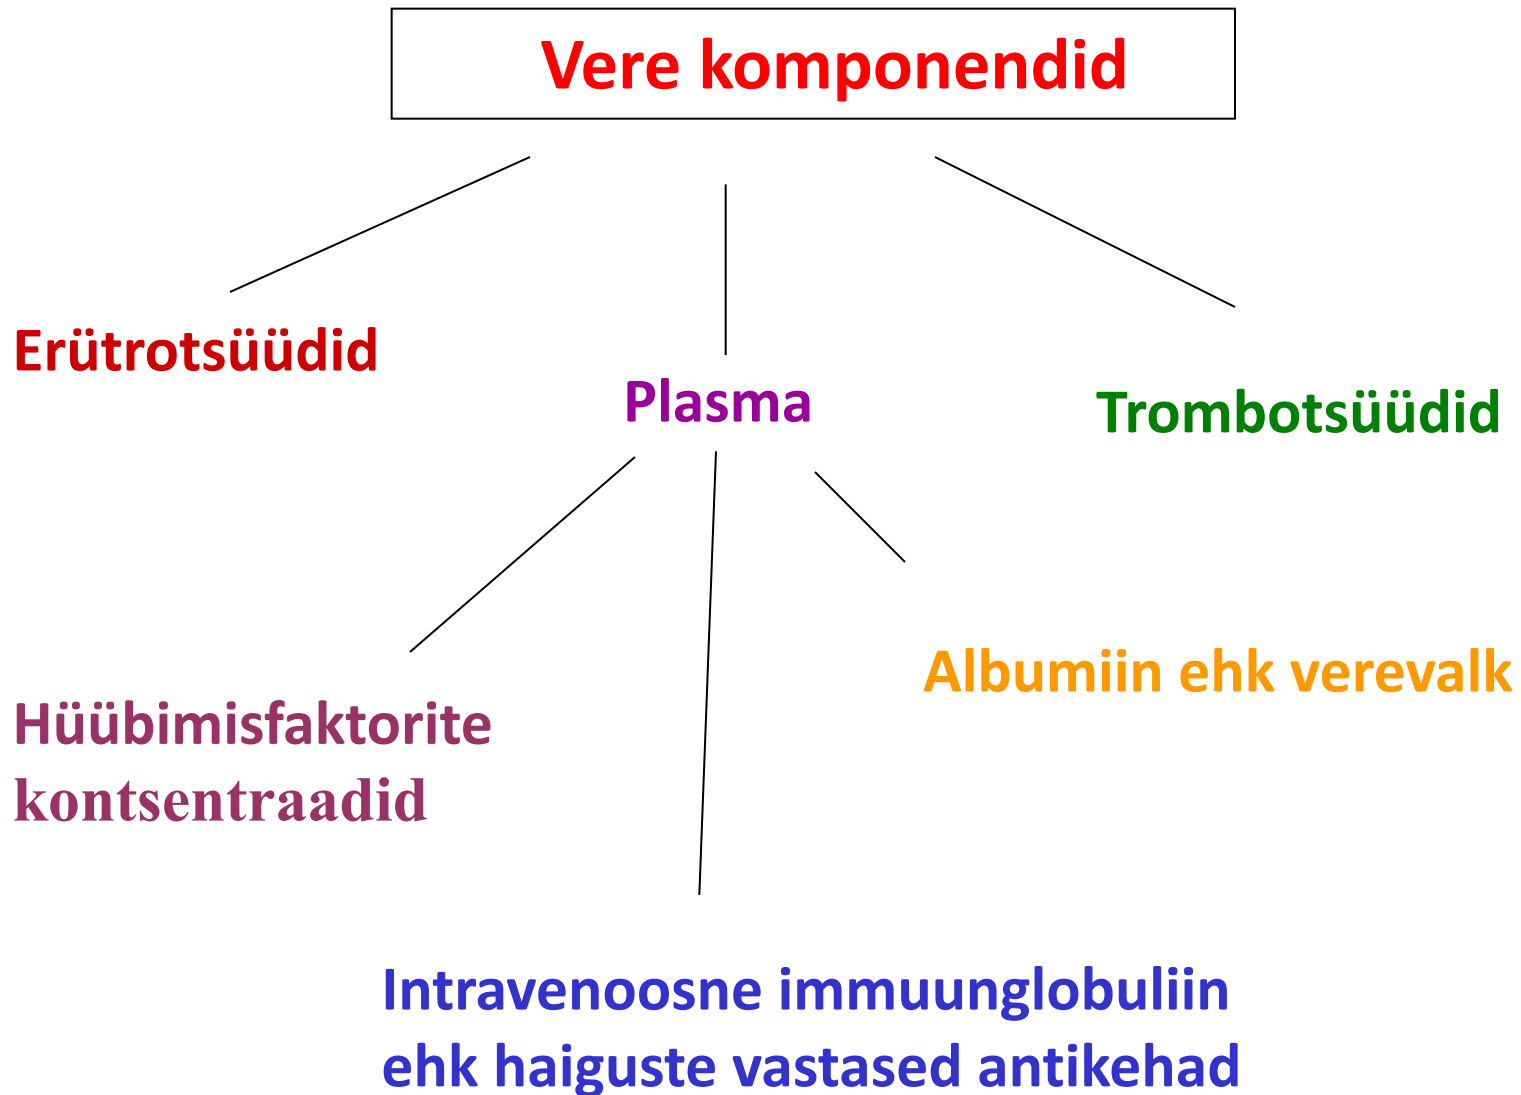 Vere komponendid
Erütrotsüüdid
Plasma
Trombotsüüdid
Albumiin ehk verevalk
Hüübimisfaktorite
kontsentraadid
Intravenoosne immuunglobuliin
ehk haiguste vastased antikehad